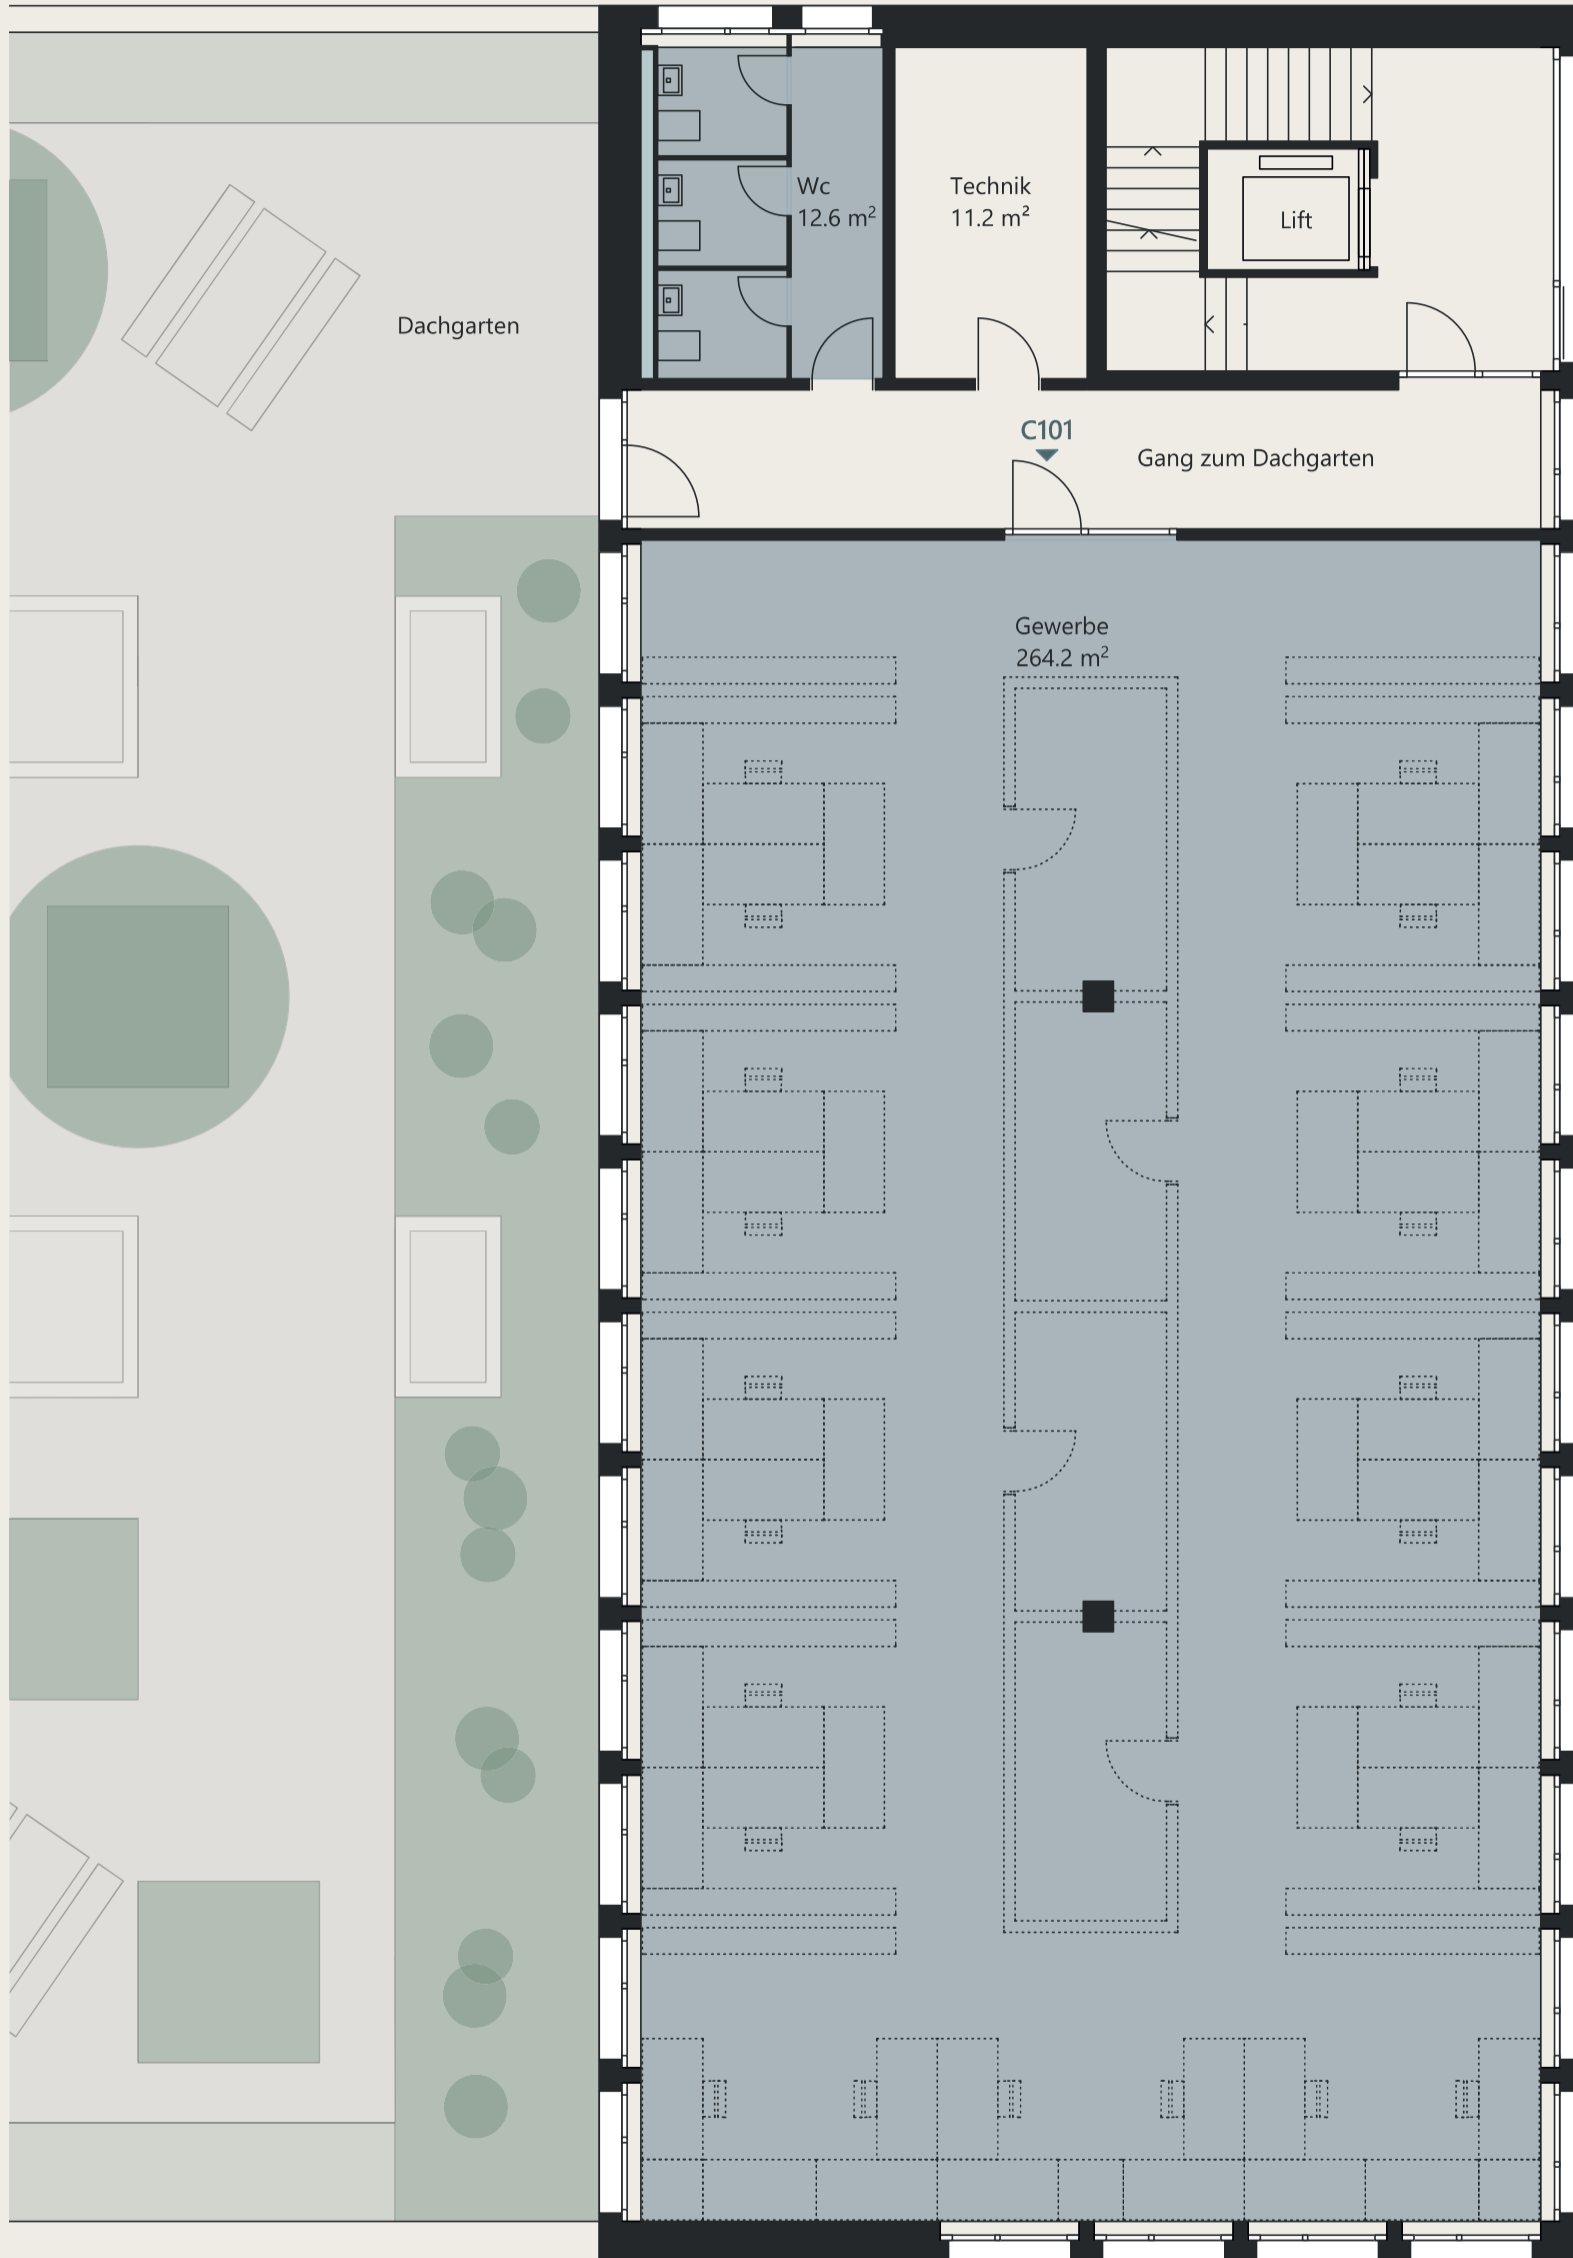 Wc
12.6 m²
Technik
11.2 m²
Lift
Dachgarten
C101
Gang zum Dachgarten
Gewerbe
264.2 m²